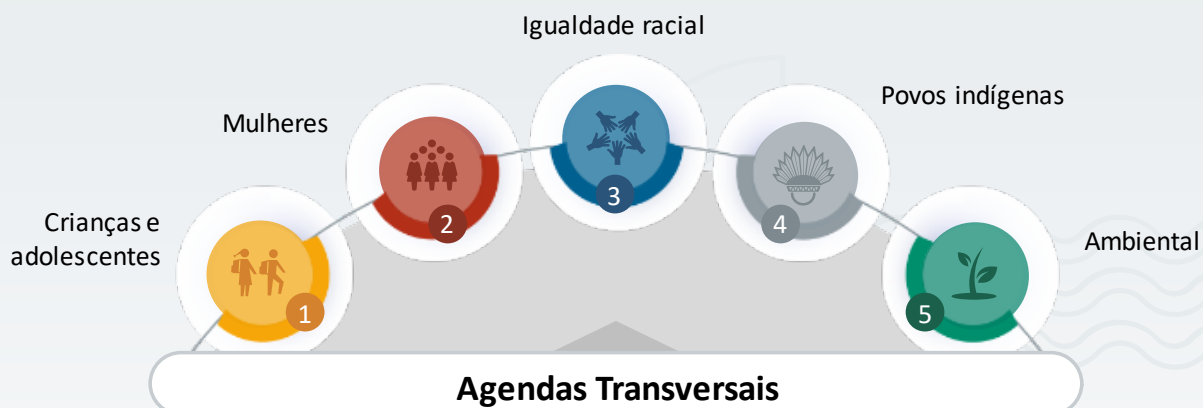 Igualdade racial
Mulheres
Povos indígenas
Crianças e
adolescentes
Ambiental
1
2
3
4
5
Agendas Transversais